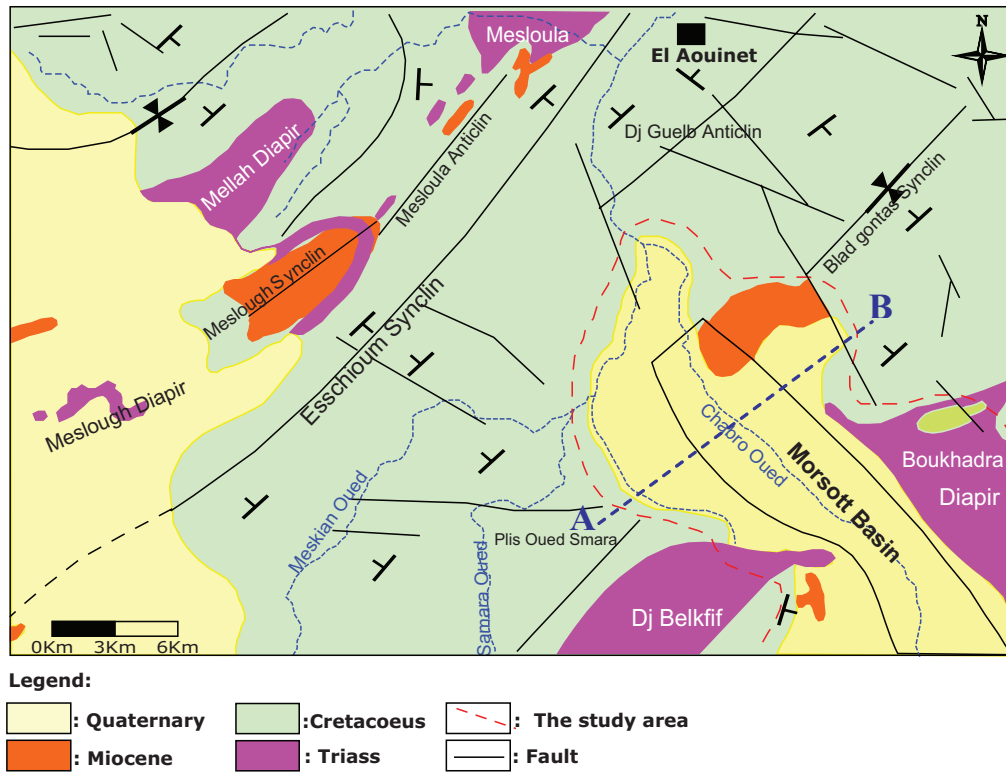 N
Mesloula
El Aouinet
Dj Guelb Anticlin
Mellah Diapir
Mesloula Anticlin
Blad gontas Synclin
Meslough Synclin
Esschioum Synclin
B
Meslough Diapir
Chabro Oued
Morsott Basin
Boukhadra
Diapir
Meskian Oued
A
Plis Oued Smara
Samara Oued
Dj Belkfif
0Km 3Km 6Km
Legend:
: Quaternary
:Cretacoeus
: The study area
: Miocene
: Triass
: Fault